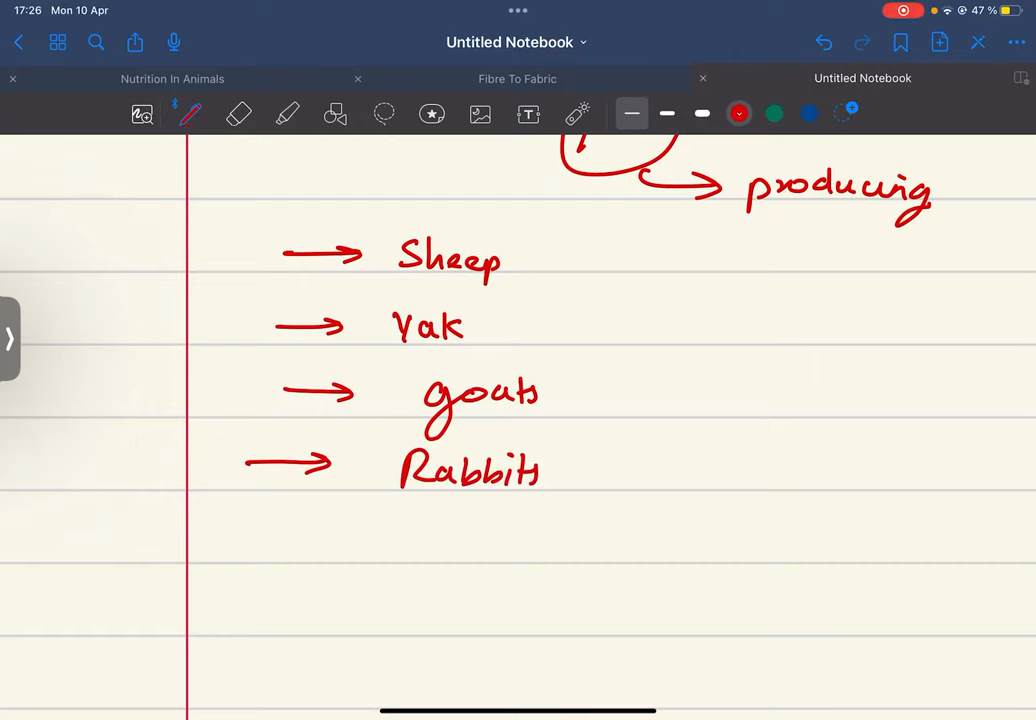 17:26 Mon 10 Apr
47 %
Untitled Notebook
Nutrition In Animals
Fibre To Fabric
Untitled Notebook
T
producing
Sheep
Yak
goats
Rabbits